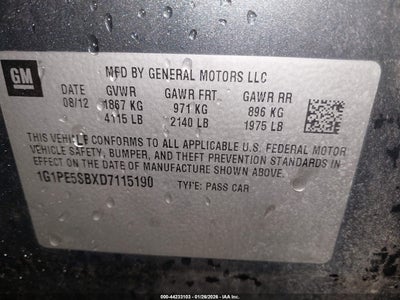 GM
MFD BY GENERAL MOTORS LLC
DATE GVWR GAWR FRT GAWR RR
08/12 1867 KG 971 KG 896 KG
4115 LB 2140 LB 1975 LB
THIS VEHICLE CONFORMS TO ALL APPLICABLE U.S. FEDERAL MOTOR
VEHICLE SAFETY, BUMPER, AND THEFT PREVENTION STANDARDS
IN EFFECT ON THE DATE OF MANUFACTURE SHOWN ABOVE.
1G1PE5SBXD7115190 TYPE: PASS CAR
000-44233103 - 01/26/2026 - IAAI.COM